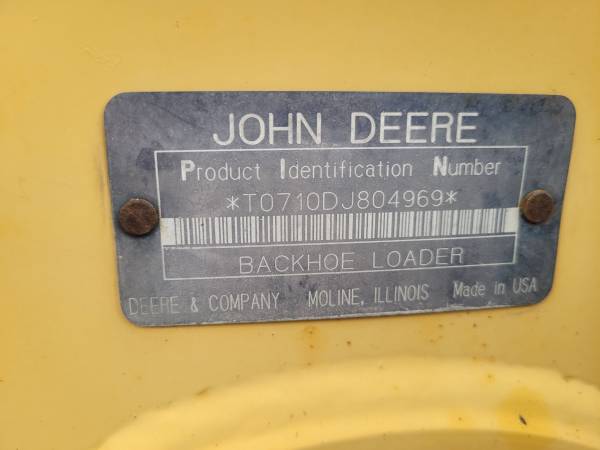 JOHN DEERE
Product Identification Number
*T0710DJ804969*
BACKHOE LOADER
DEERE & COMPANY MOLINE, ILLINOIS Made in USA